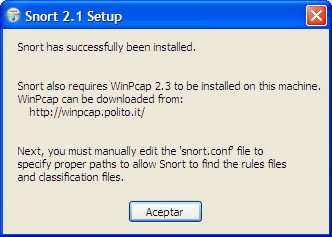 Snort 2.1 Setup
Snort has successfully been installed.
Snort also requires WinPcap 2.3 to be installed on this machine.
WinPcap can be downloaded from:
http://winpcap.polito.it/
Next, you must manually edit the 'snort.conf' file to
specify proper paths to allow Snort to find the rules files
and classification files.
Aceptar